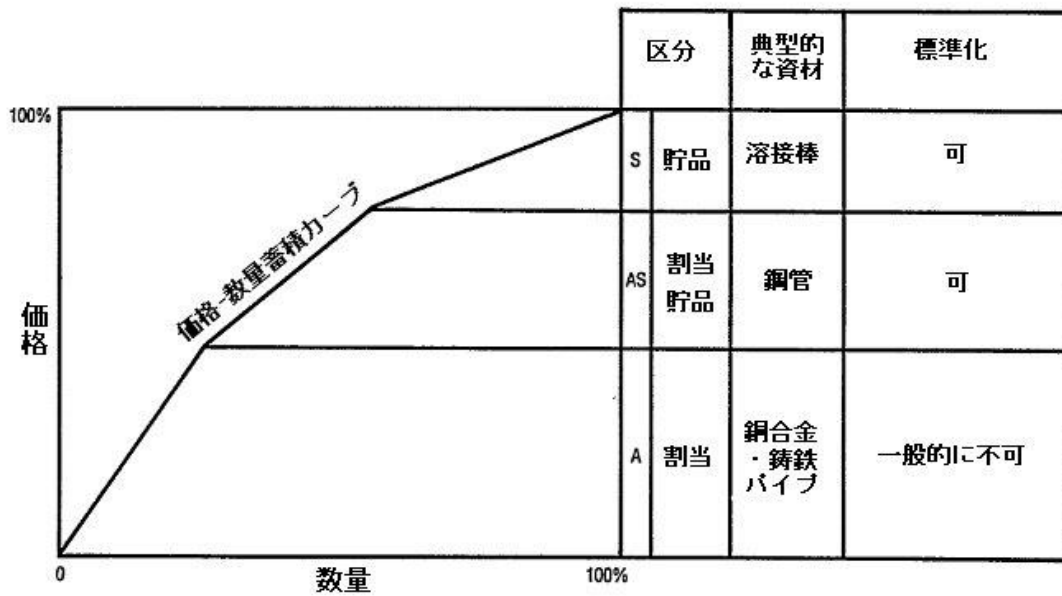 区分
典型的
な資材
標準化
100%
S
貯品
溶接棒
可
価格-数量蓄積カーブ
AS
割当
貯品
鋼管
可
価
格
A
割当
銅合金
・鋳鉄
パイプ
一般的に不可
0
数量
100%